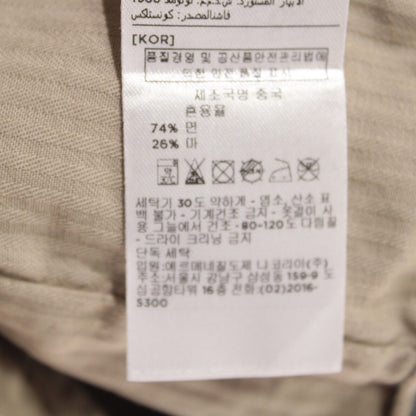 [KOR]
품질경영 및 공산품안전관리법에
의한 안전 품질 표시
제조국명 중국
혼용율
74% 면
26% 마
세탁기 30도 약하게 - 염소, 산소 표
백 불가 - 기계건조 금지 - 옷걸이 사
용 그늘에서 건조 - 80-120도 다림질
- 드라이 크리닝 금지
단독 세탁
입원:에르메네질도제 냐코리아(주)
주소:서울시 강남구 삼성동 159-9 도
심공항타워 16층 전화:(02)2016-
5300